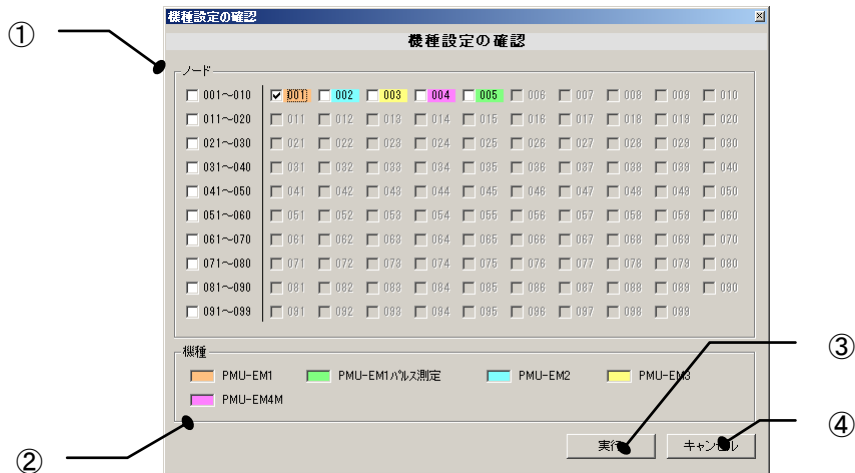 機種設定の確認
機種設定の確認
①
ノード
001～010 001 002 003 004 005 006 007 008 009 010
011～020 011 012 013 014 015 016 017 018 019 020
021～030 021 022 023 024 025 026 027 028 029 030
031～040 031 032 033 034 035 036 037 038 039 040
041～050 041 042 043 044 045 046 047 048 049 050
051～060 051 052 053 054 055 056 057 058 059 060
061～070 061 062 063 064 065 066 067 068 069 070
071～080 071 072 073 074 075 076 077 078 079 080
081～090 081 082 083 084 085 086 087 088 089 090
091～099 091 092 093 094 095 096 097 098 099
機種
③
PMU-EM1 PMU-EM1パルス測定 PMU-EM2 PMU-EM3
PMU-EM4M
④
実行 キャンセル
②